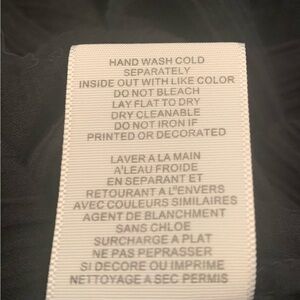 HAND WASH COLD
SEPARATELY
INSIDE OUT WITH LIKE COLOR
DO NOT BLEACH
LAY FLAT TO DRY
DRY CLEANABLE
DO NOT IRON IF
PRINTED OR DECORATED
LAVER A LA MAIN
A'LEAU FROIDE
EN SEPARANT ET
RETOURANT A L"ENVERS
AVEC COULEURS SIMILAIRES
AGENT DE BLANCHMENT
SANS CHLOE
SURCHARGE A PLAT
NE PAS PEPRASSER
SI DECORE OU IMPRIME
NETTOYAGE A SEC PERMIS